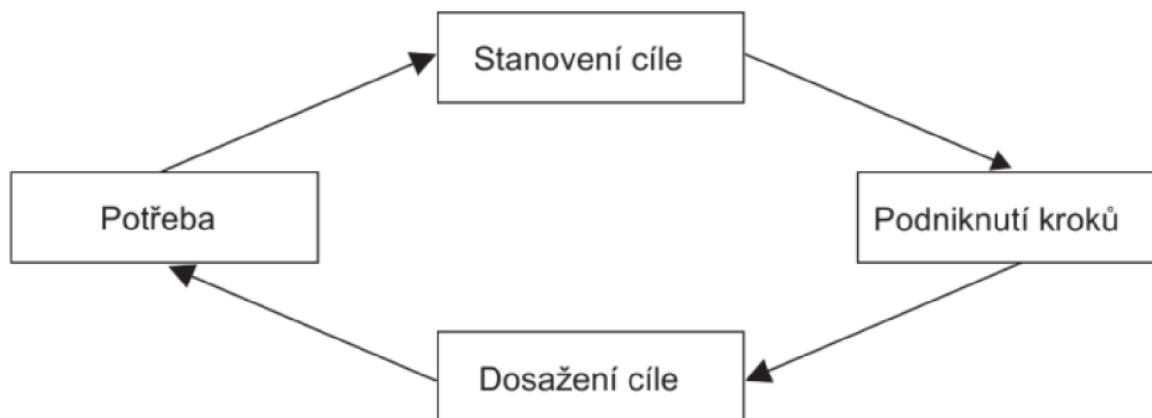 Stanovení cíle
Potřeba
Podniknutí kroků
Dosažení cíle